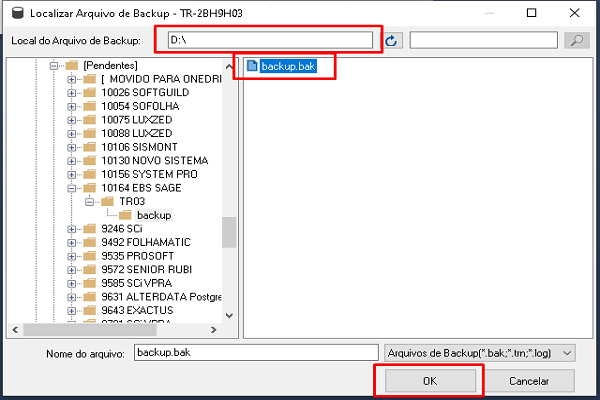 Localizar Arquivo de Backup - TR-2BH9H03
Local do Arquivo de Backup:
D:\
[Pendentes]
[ MOVIDO PARA ONEDRI
10026 SOFTGUILD
10054 SOFOLHA
10075 LUXZED
10088 LUXZED
10106 SISMONT
10130 NOVO SISTEMA
10156 SYSTEM PRO
10164 EBS SAGE
TR03
backup
9246 SCi
9492 FOLHAMATIC
9535 PROSOFT
9572 SENIOR RUBI
9585 SCi VPRA
9631 ALTERDATA Postgre
9643 EXACTUS
9701 SCi VPRA
backup.bak
Nome do arquivo:
backup.bak
Arquivos de Backup(*.bak;*.trn;*.log)
OK
Cancelar